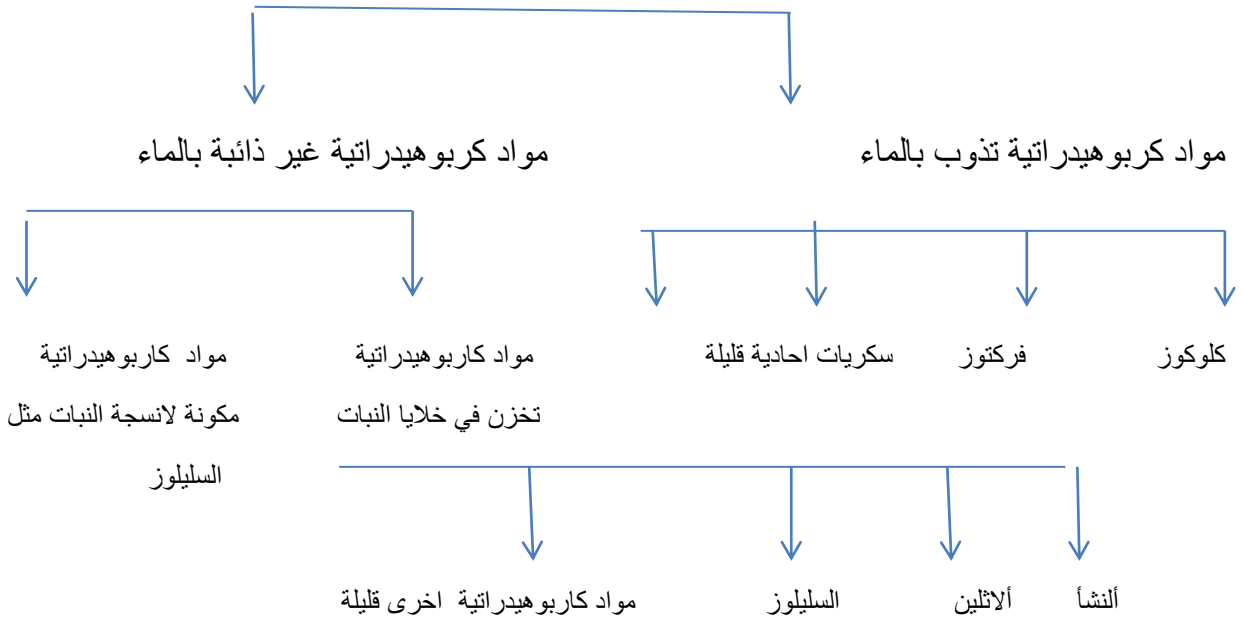 مواد كربوهيدراتية تذوب بالماء
مواد كربوهيدراتية غير ذائبة بالماء
كلوكوز
فركتوز
سكريات احادية قليلة
مواد كاربوهيدراتية
تخزن في خلايا النبات
مواد كاربوهيدراتية
مكونة لانسجة النبات مثل
السليلوز
ألنشأ
ألاثلين
السليلوز
مواد كاربوهيدراتية اخرى قليلة